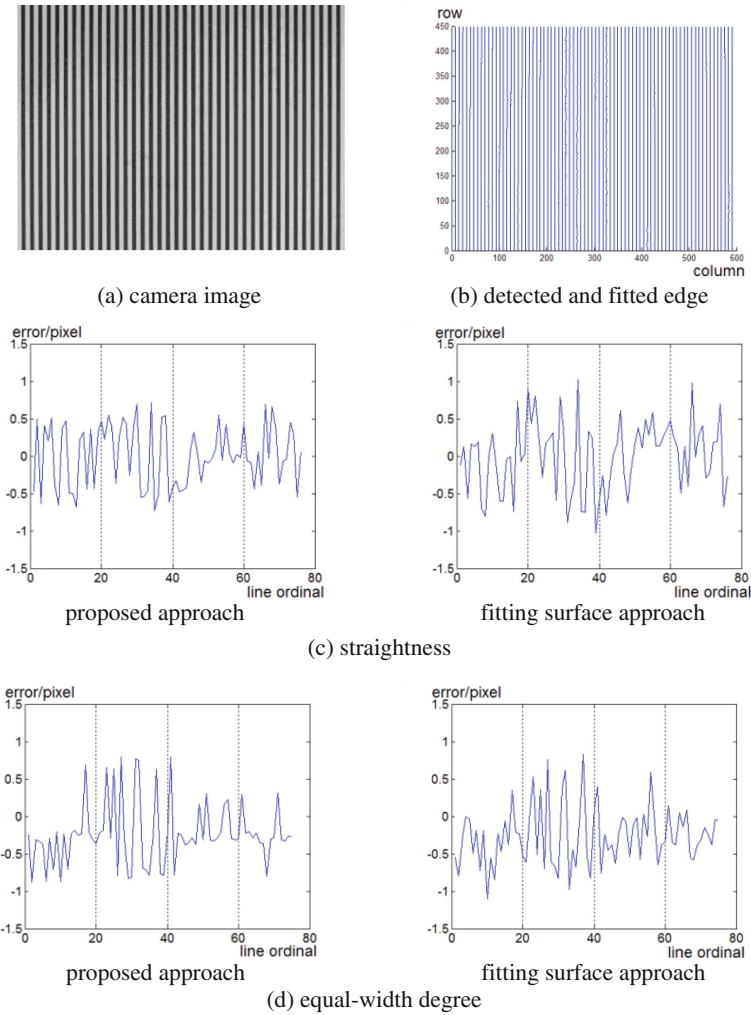 row
450
400
350
300
250
200
150
100
50
0
0 100 200 300 400 500 600
column
(a) camera image
(b) detected and fitted edge
error/pixel
1.5
1
0.5
0
-0.5
-1
-1.5
0 20 40 60 80
line ordinal
proposed approach
error/pixel
1.5
1
0.5
0
-0.5
-1
-1.5
0 20 40 60 80
line ordinal
fitting surface approach
(c) straightness
error/pixel
1.5
1
0.5
0
-0.5
-1
-1.5
0 20 40 60 80
line ordinal
proposed approach
error/pixel
1.5
1
0.5
0
-0.5
-1
-1.5
0 20 40 60 80
line ordinal
fitting surface approach
(d) equal-width degree